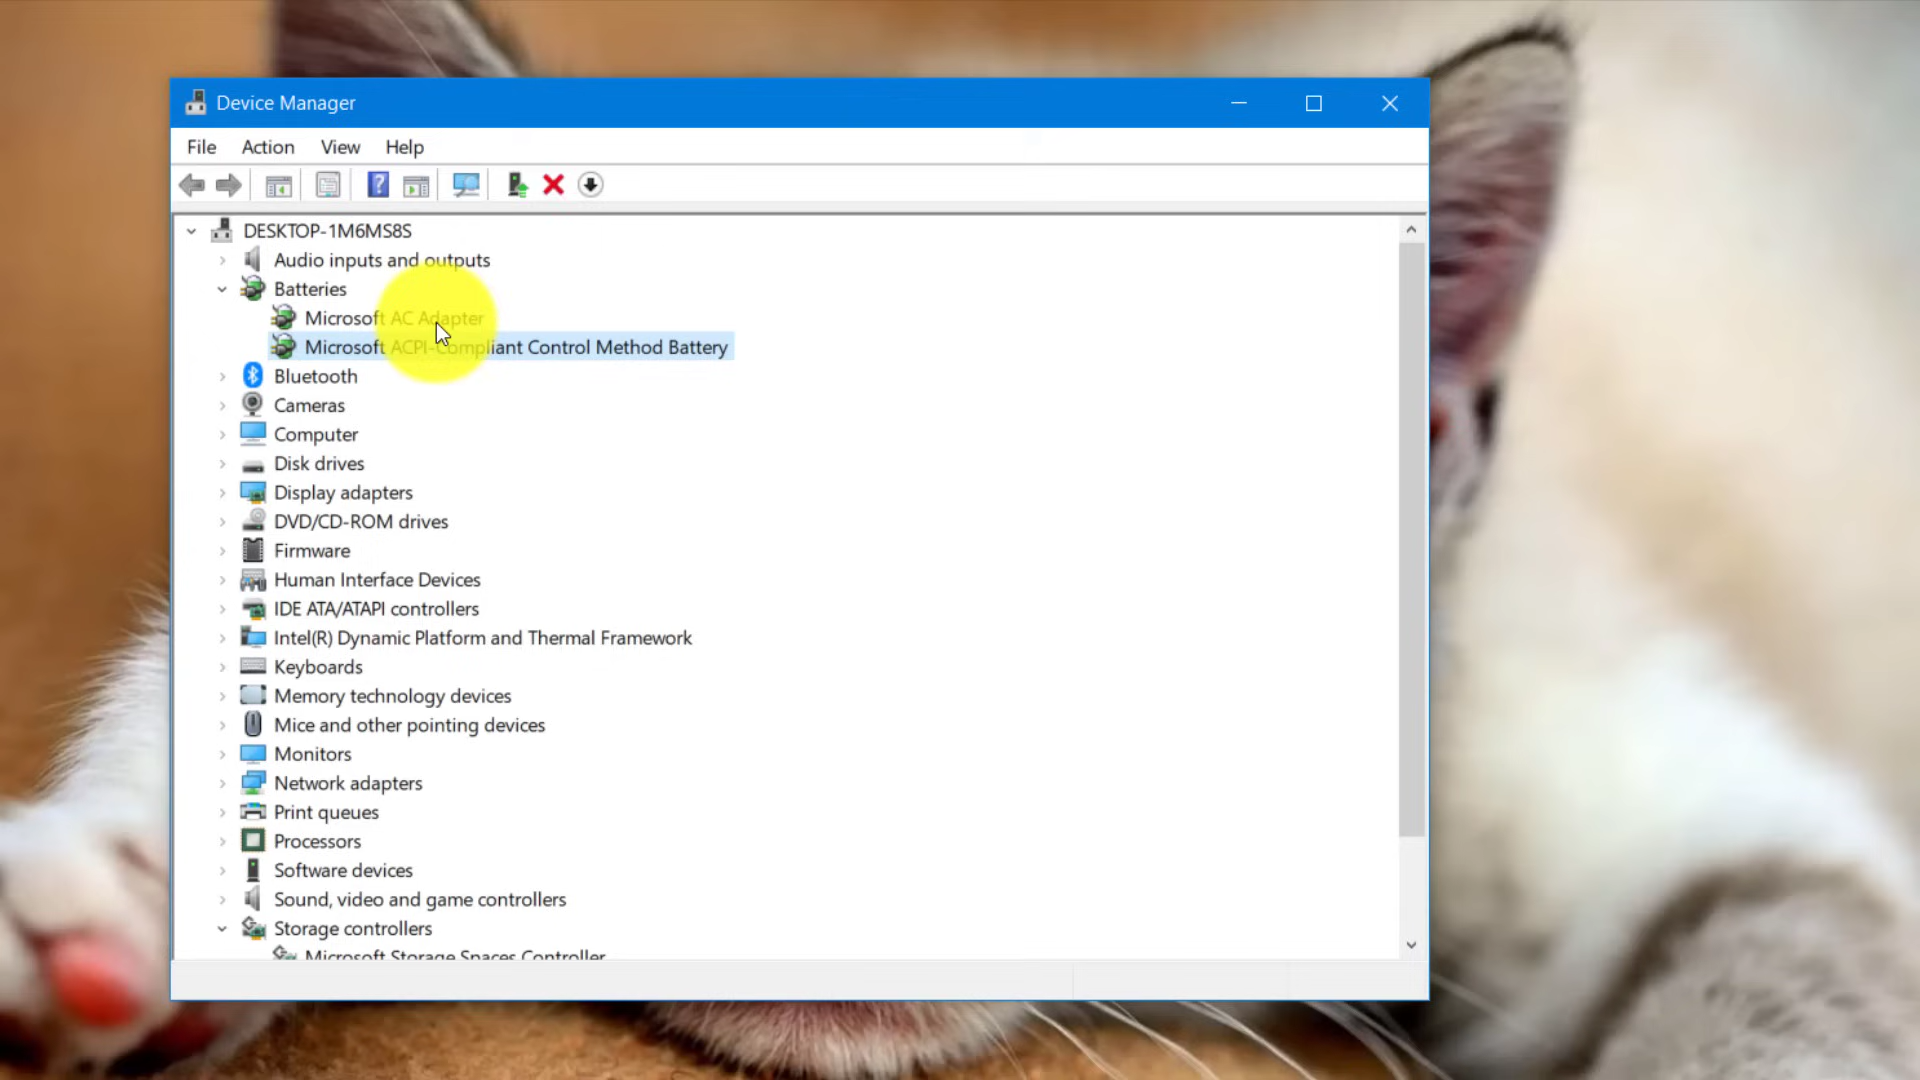 Device Manager
File Action View Help
DESKTOP-1M6MS8S
Audio inputs and outputs
Batteries
Microsoft AC Adapter
Microsoft ACPI-Compliant Control Method Battery
Bluetooth
Cameras
Computer
Disk drives
Display adapters
DVD/CD-ROM drives
Firmware
Human Interface Devices
IDE ATA/ATAPI controllers
Intel(R) Dynamic Platform and Thermal Framework
Keyboards
Memory technology devices
Mice and other pointing devices
Monitors
Network adapters
Print queues
Processors
Software devices
Sound, video and game controllers
Storage controllers
Microsoft Storage Spaces Controller